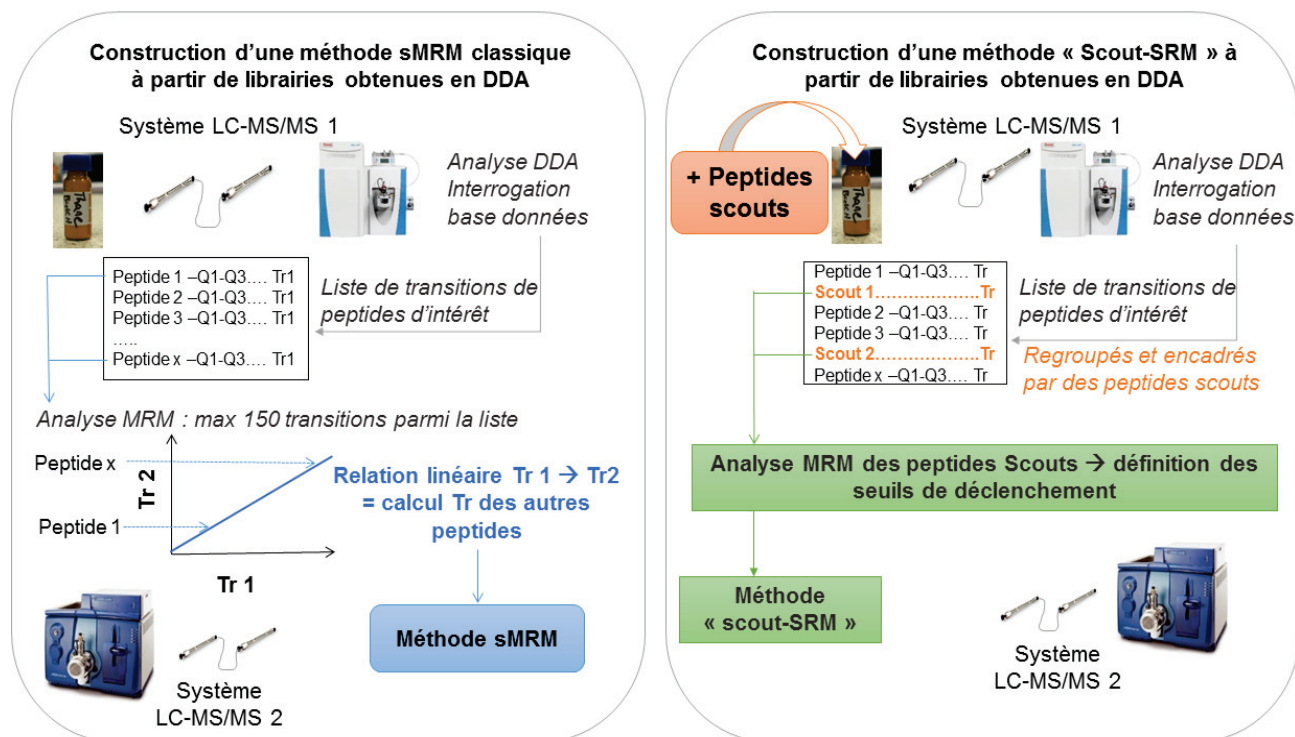 Construction d'une méthode sMRM classique
à partir de librairies obtenues en DDA
Système LC-MS/MS 1
Analyse DDA
Interrogation
base données
Peptide 1 –Q1-Q3.... Tr1
Peptide 2 –Q1-Q3.... Tr1
Peptide 3 –Q1-Q3.... Tr1
.....
Peptide x –Q1-Q3.... Tr1
Liste de transitions de
peptides d'intérêt
Analyse MRM : max 150 transitions parmi la liste
Peptide x
Peptide 1
Tr 2
Tr 1
Relation linéaire Tr 1 → Tr2
= calcul Tr des autres
peptides
Méthode sMRM
Système
LC-MS/MS 2
Construction d'une méthode « Scout-SRM » à
partir de librairies obtenues en DDA
+ Peptides
scouts
Système LC-MS/MS 1
Analyse DDA
Interrogation
base données
Peptide 1 –Q1-Q3.... Tr
Scout 1...................Tr
Peptide 2 –Q1-Q3.... Tr
Peptide 3 –Q1-Q3.... Tr
Scout 2...................Tr
Peptide x –Q1-Q3.... Tr
Liste de transitions de
peptides d'intérêt
Regroupés et encadrés
par des peptides scouts
Analyse MRM des peptides Scouts → définition des
seuils de déclenchement
Méthode
« scout-SRM »
Système
LC-MS/MS 2